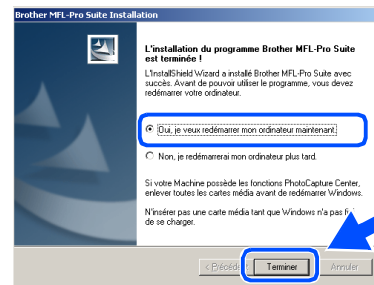 Brother MFL-Pro Suite Installation
L'installation du programme Brother MFL-Pro Suite
est terminée !
L'InstallShield Wizard a installé Brother MFL-Pro Suite avec
succès. Avant de pouvoir utiliser le programme, vous devez
redémarrer votre ordinateur.
Oui, je veux redémarrer mon ordinateur maintenant.
Non, je redémarrerai mon ordinateur plus tard.
Si votre Machine possède les fonctions PhotoCapture Center,
enlever toutes les cartes média avant de redémarrer Windows.
N'insérer pas une carte média tant que Windows n'a pas fi
de se charger.
< Précéde Terminer Annuler